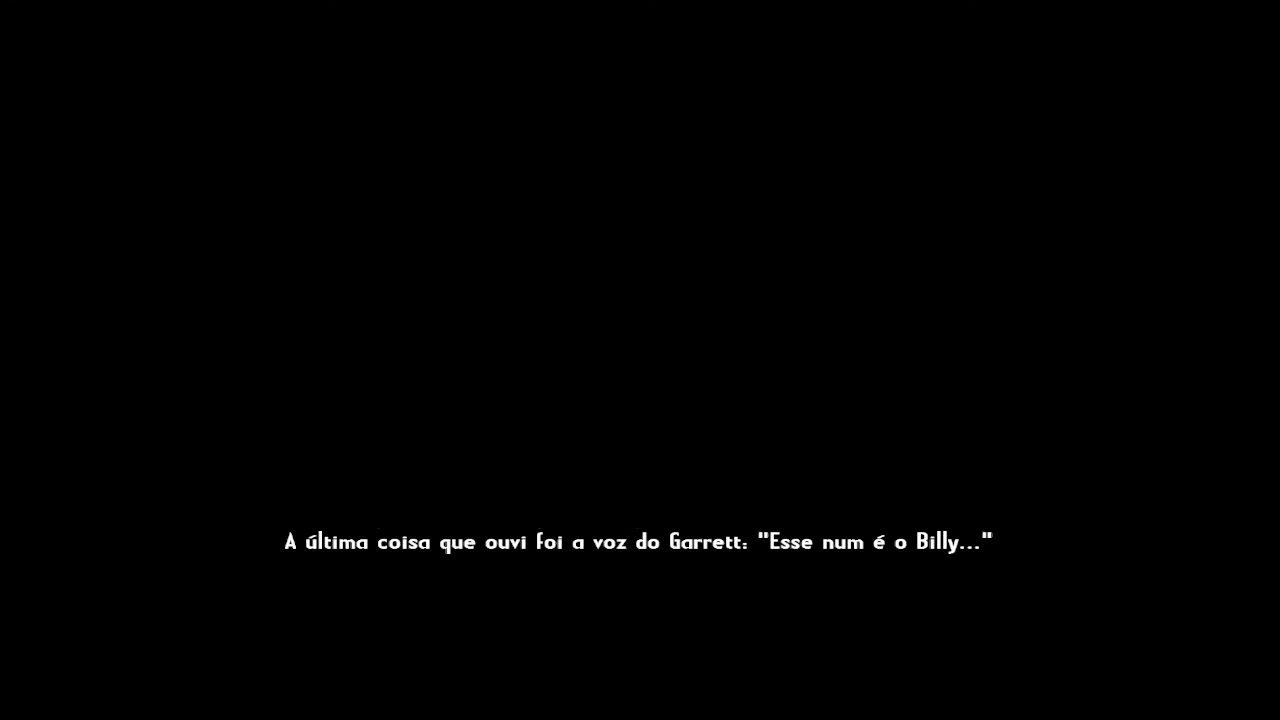 A última coisa que ouvi foi a voz do Garrett: "Esse num é o Billy..."